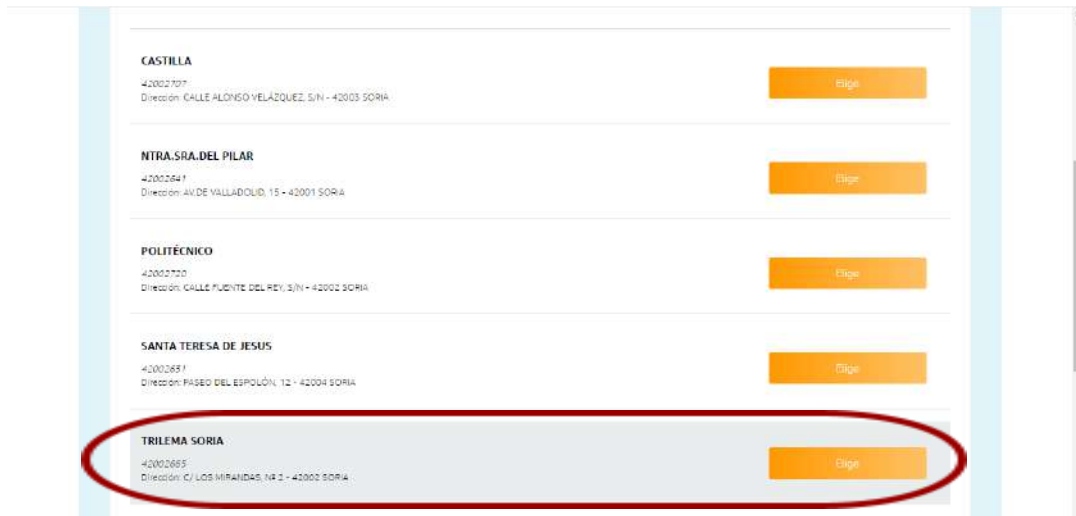 CASTILLA
42002707
Dirección: CALLE ALONSO VELÁZQUEZ, S/N - 42003 SORIA
Elige
NTRA.SRA.DEL PILAR
42002641
Dirección: AV.DE VALLADOLID, 15 - 42001 SORIA
Elige
POLITÉCNICO
42002720
Dirección: CALLE FUENTE DEL REY, S/N - 42002 SORIA
Elige
SANTA TERESA DE JESUS
42002651
Dirección: PASEO DEL ESPOLÓN, 12 - 42004 SORIA
Elige
TRILEMA SORIA
42002665
Dirección: C/ LOS MIRANDAS, Nº 2 - 42002 SORIA
Elige